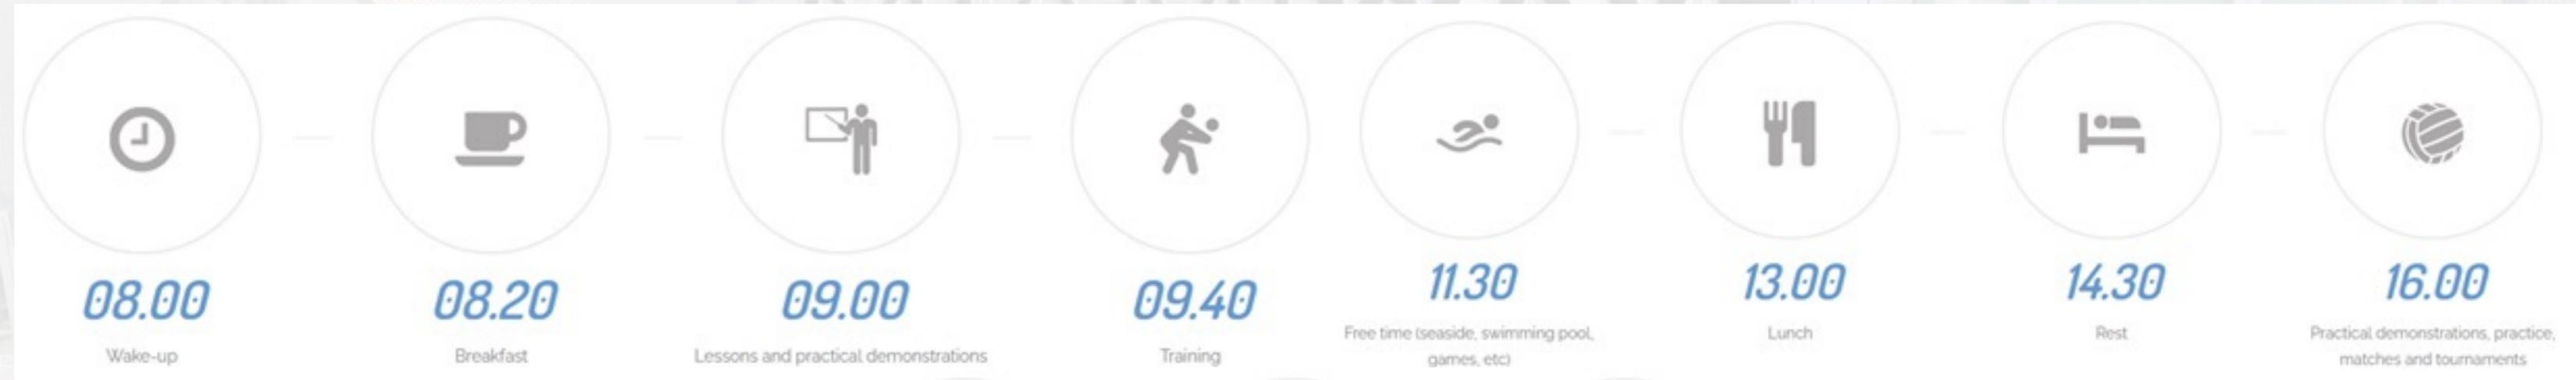 08.00
Wake-up
08.20
Breakfast
09.00
Lessons and practical demonstrations
09.40
Training
11.30
Free time (seaside, swimming pool,
games, etc)
13.00
Lunch
14.30
Rest
16.00
Practical demonstrations, practice,
matches and tournaments